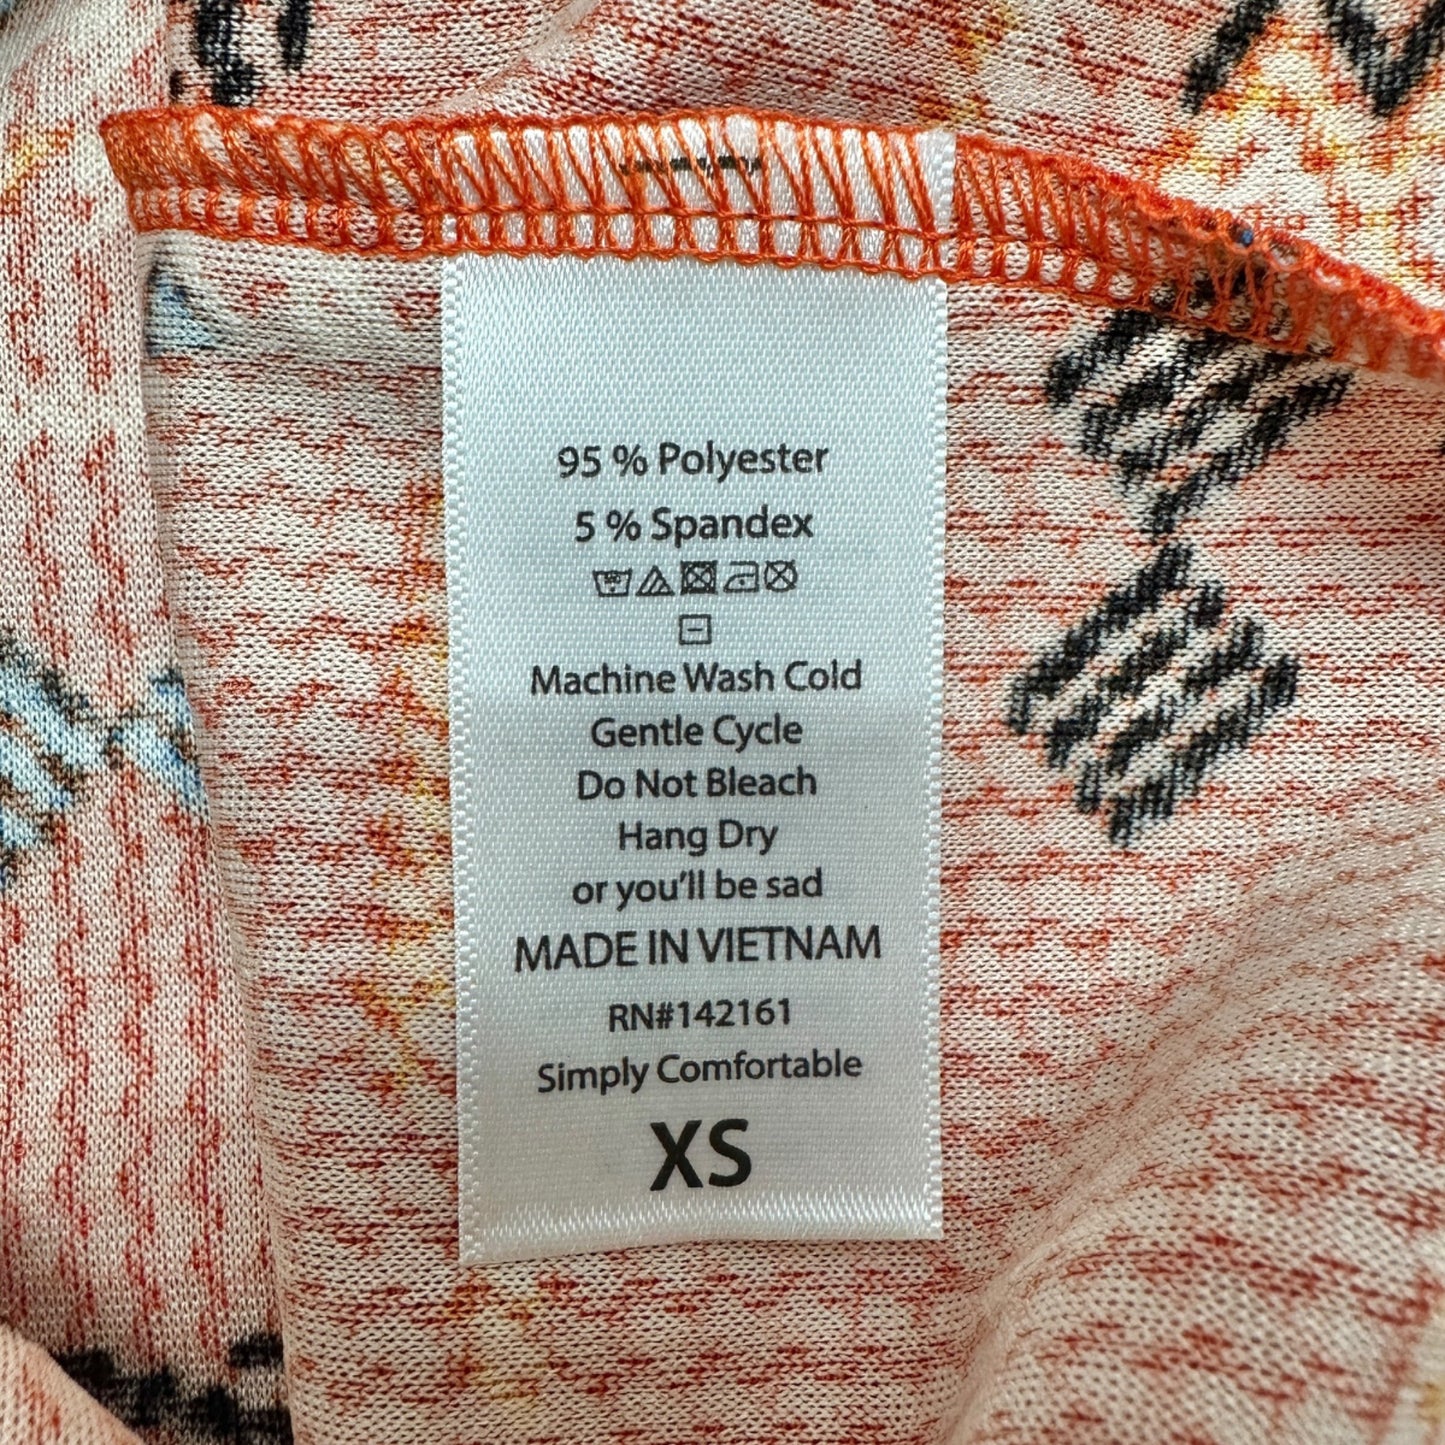 95 % Polyester
5 % Spandex
Machine Wash Cold
Gentle Cycle
Do Not Bleach
Hang Dry
or you'll be sad
MADE IN VIETNAM
RN#142161
Simply Comfortable
XS